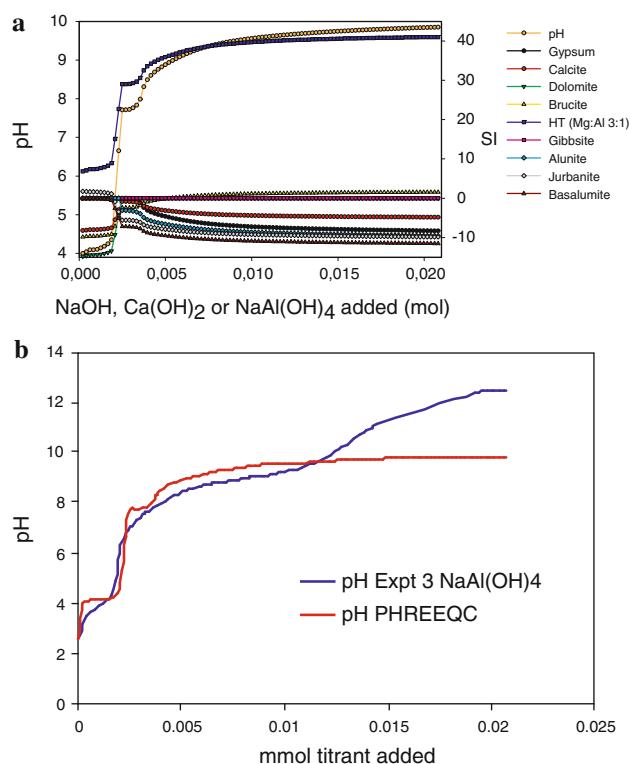 a
10
9
8
7
6
5
4
pH
40
30
20
10
0
-10
SI
0,000
0,005
0,010
0,015
0,020
NaOH, Ca(OH)2 or NaAl(OH)4 added (mol)
pH
Gypsum
Calcite
Dolomite
Brucite
HT (Mg:Al 3:1)
Gibbsite
Alunite
Jurbanite
Basalumite
b
14
12
10
8
6
4
2
0
pH
pH Expt 3 NaAl(OH)4
pH PHREEQC
0
0.005
0.01
0.015
0.02
0.025
mmol titrant added